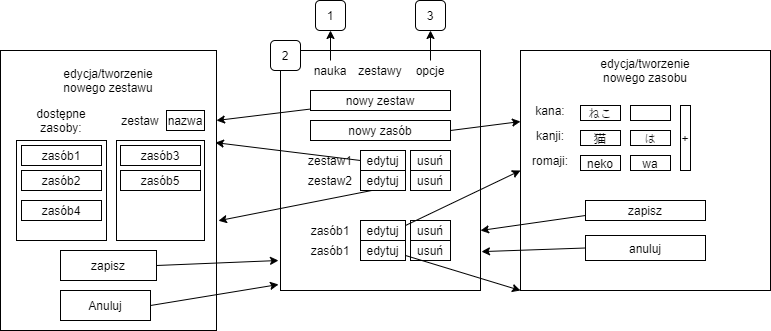 1
3
2
nauka zestawy opcje
nowy zestaw
nowy zasób
zestaw1 edytuj usuń
zestaw2 edytuj usuń
zasób1 edytuj usuń
zasób1 edytuj usuń
edycja/tworzenie
nowego zestawu
dostępne
zasoby:
zestaw nazwa
zasób1 zasób3
zasób2 zasób5
zasób4
zapisz
Anuluj
edycja/tworzenie
nowego zasobu
kana: ねこ
kanji: 猫 は
romaji: neko wa
+
zapisz
anuluj